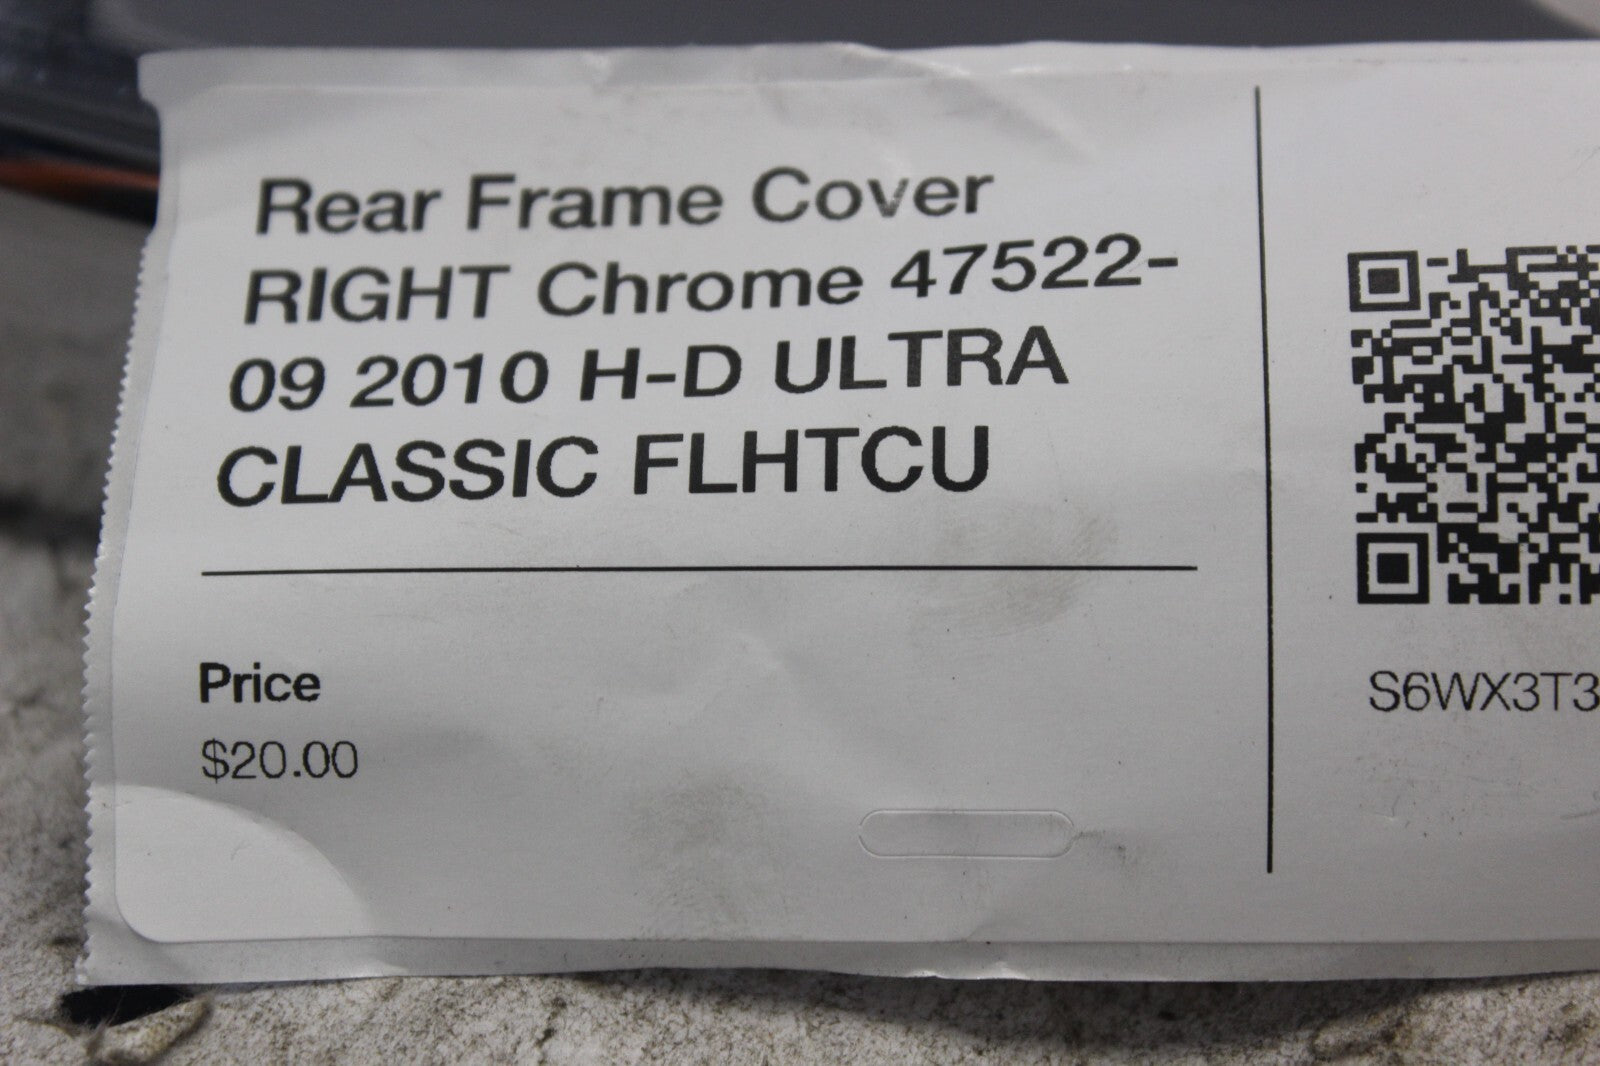 Rear Frame Cover
RIGHT Chrome 47522-
09 2010 H-D ULTRA
CLASSIC FLHTCU
Price
$20.00
S6WX3T3